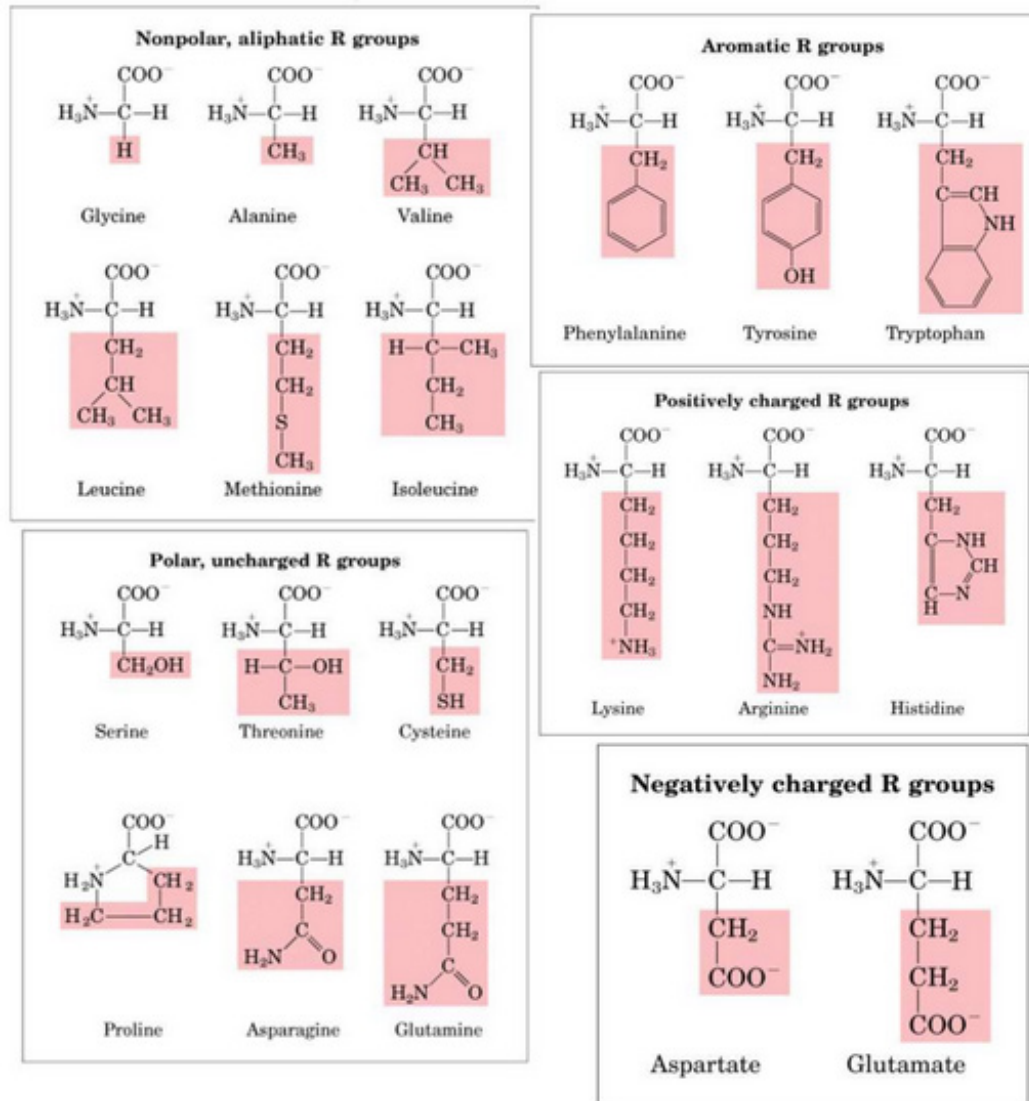 Nonpolar, aliphatic R groups
COO⁻ COO⁻ COO⁻
H₃N⁺—C—H H₃N⁺—C—H H₃N⁺—C—H
H CH₃ CH
CH₃ CH₃
Glycine Alanine Valine
COO⁻ COO⁻ COO⁻
H₃N⁺—C—H H₃N⁺—C—H H₃N⁺—C—H
CH₂ CH₂ H—C—CH₃
CH CH₂ CH₂
CH₃ CH₃ S CH₃
CH₃
Leucine Methionine Isoleucine
Aromatic R groups
COO⁻ COO⁻ COO⁻
H₃N⁺—C—H H₃N⁺—C—H H₃N⁺—C—H
CH₂ CH₂ CH₂
C=CH
NH
OH
Phenylalanine Tyrosine Tryptophan
Positively charged R groups
COO⁻ COO⁻ COO⁻
H₃N⁺—C—H H₃N⁺—C—H H₃N⁺—C—H
CH₂ CH₂ CH₂
CH₂ CH₂ C—NH
CH₂ CH₂ CH
CH₂ NH C—N
⁺NH₃ C=N⁺H₂ H
NH₂
Lysine Arginine Histidine
Polar, uncharged R groups
COO⁻ COO⁻ COO⁻
H₃N⁺—C—H H₃N⁺—C—H H₃N⁺—C—H
CH₂OH H—C—OH CH₂
CH₃ SH
Serine Threonine Cysteine
COO⁻ COO⁻ COO⁻
H
C H₃N⁺—C—H H₃N⁺—C—H
H₂N⁺ CH₂ CH₂ CH₂
H₂C—CH₂ C CH₂
H₂N O C
H₂N O
Proline Asparagine Glutamine
Negatively charged R groups
COO⁻ COO⁻
H₃N⁺—C—H H₃N⁺—C—H
CH₂ CH₂
COO⁻ CH₂
COO⁻
Aspartate Glutamate